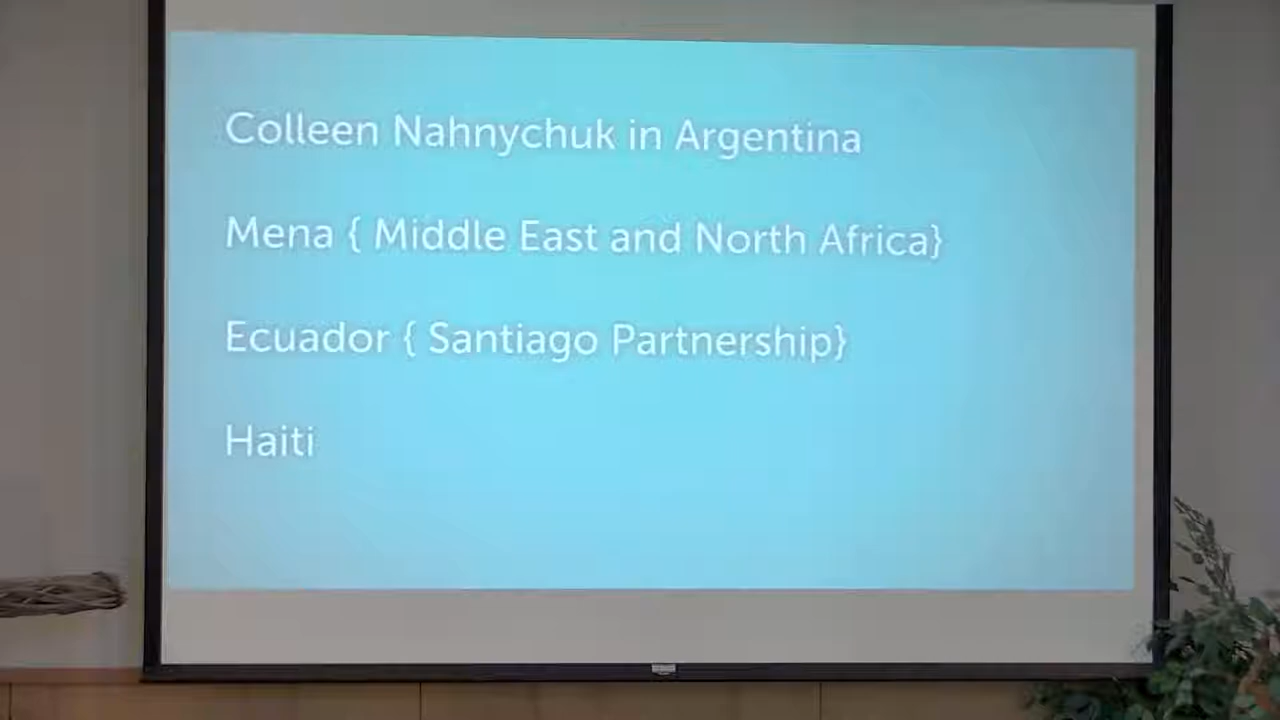 Colleen Nahnychuk in Argentina
Mena { Middle East and North Africa}
Ecuador { Santiago Partnership}
Haiti